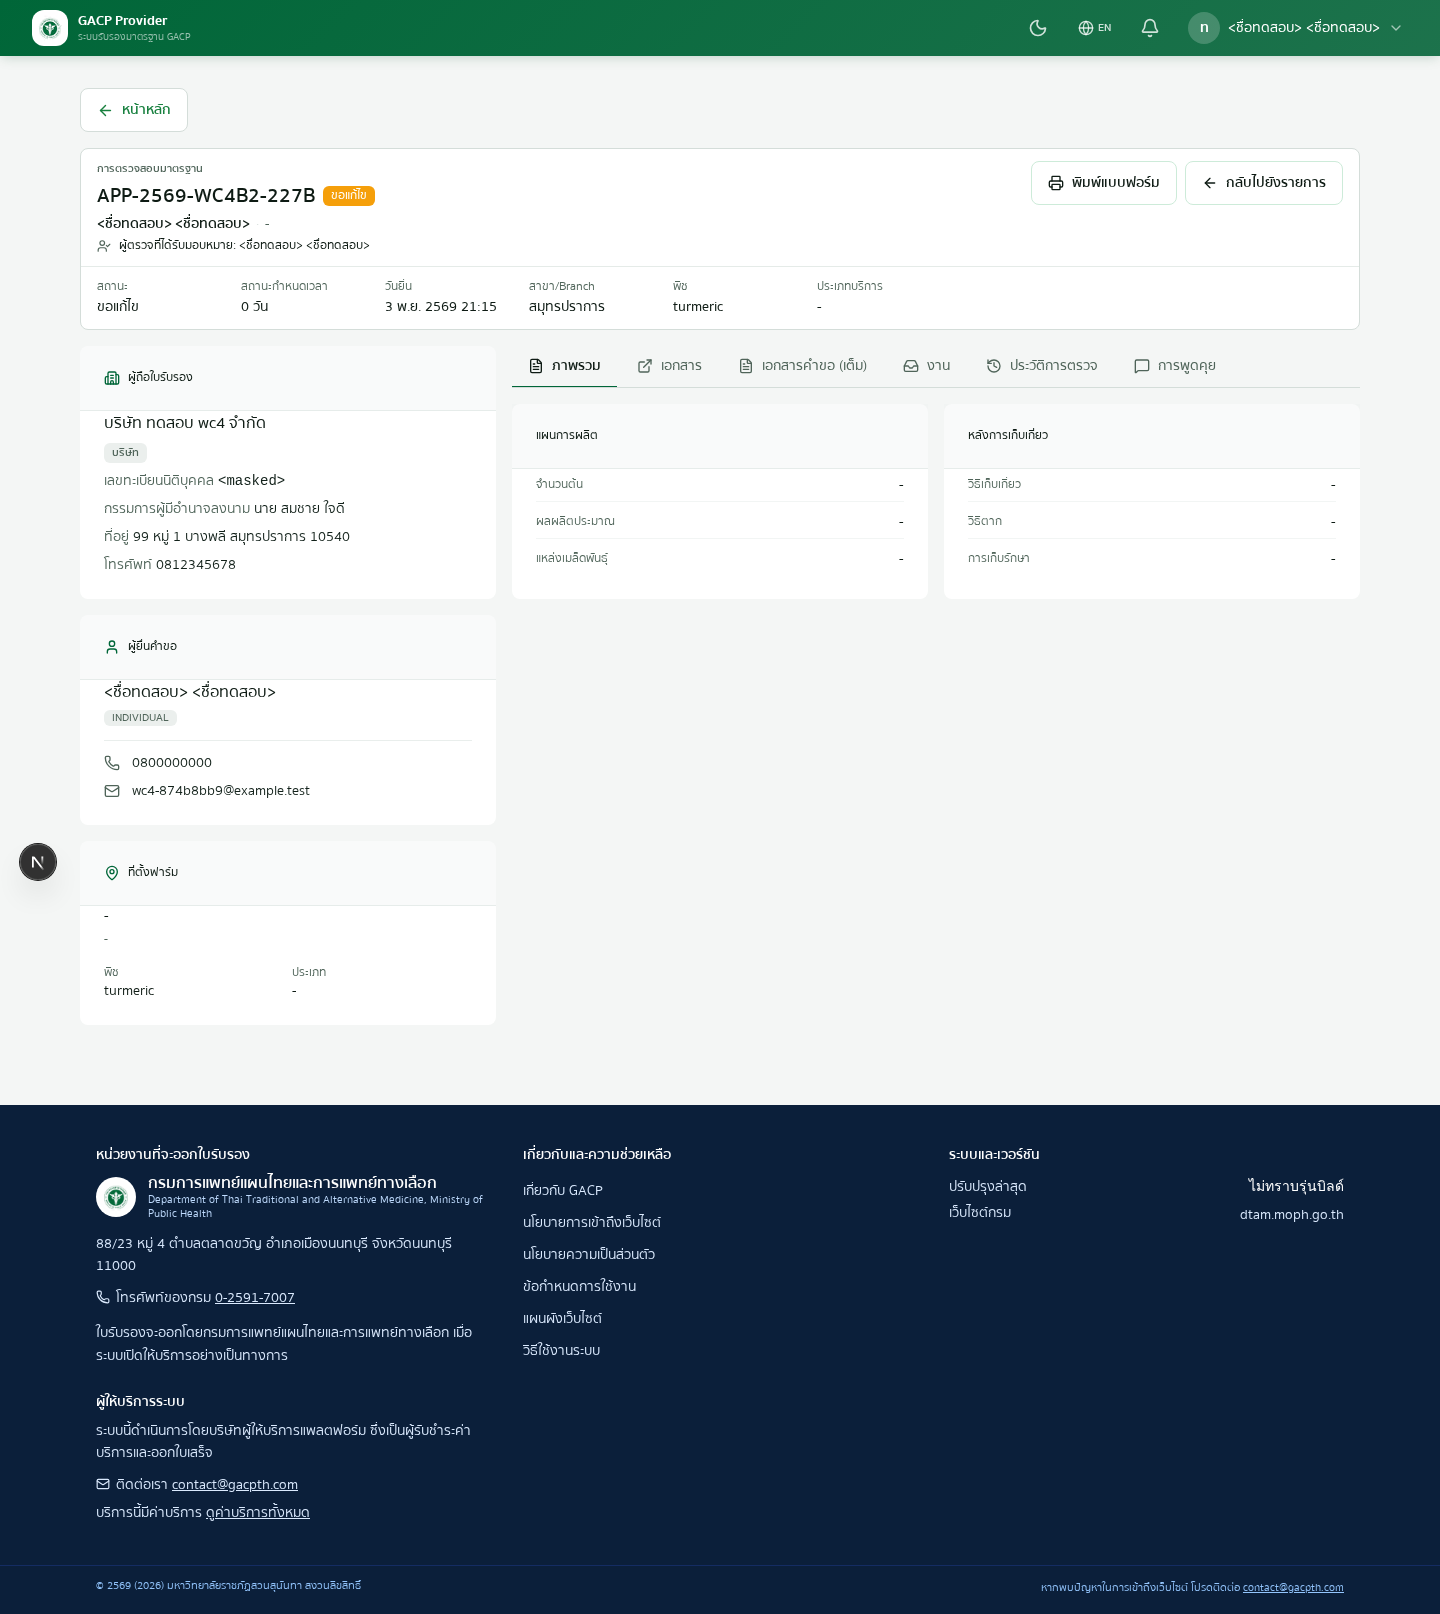 GACP Provider
ระบบรับรองมาตรฐาน GACP
EN
ท
<ชื่อทดสอบ> <ชื่อทดสอบ>
หน้าหลัก
การตรวจสอบมาตรฐาน
APP-2569-WC4B2-227B
ขอแก้ไข
<ชื่อทดสอบ> <ชื่อทดสอบ> -
ผู้ตรวจที่ได้รับมอบหมาย: <ชื่อทดสอบ> <ชื่อทดสอบ>
พิมพ์แบบฟอร์ม
กลับไปยังรายการ
สถานะ
ขอแก้ไข
สถานะกำหนดเวลา
0 วัน
วันยื่น
3 พ.ย. 2569 21:15
สาขา/Branch
สมุทรปราการ
พืช
turmeric
ประเภทบริการ
-
ผู้ถือใบรับรอง
บริษัท ทดสอบ wc4 จำกัด
บริษัท
เลขทะเบียนนิติบุคคล <masked>
กรรมการผู้มีอำนาจลงนาม นาย สมชาย ใจดี
ที่อยู่ 99 หมู่ 1 บางพลี สมุทรปราการ 10540
โทรศัพท์ 0812345678
ผู้ยื่นคำขอ
<ชื่อทดสอบ> <ชื่อทดสอบ>
INDIVIDUAL
0800000000
wc4-874b8bb9@example.test
ที่ตั้งฟาร์ม
-
-
พืช
turmeric
ประเภท
-
ภาพรวม
เอกสาร
เอกสารคำขอ (เต็ม)
งาน
ประวัติการตรวจ
การพูดคุย
แผนการผลิต
จำนวนต้น -
ผลผลิตประมาณ -
แหล่งเมล็ดพันธุ์ -
หลังการเก็บเกี่ยว
วิธีเก็บเกี่ยว -
วิธีตาก -
การเก็บรักษา -
หน่วยงานที่จะออกใบรับรอง
กรมการแพทย์แผนไทยและการแพทย์ทางเลือก
Department of Thai Traditional and Alternative Medicine, Ministry of
Public Health
88/23 หมู่ 4 ตำบลตลาดขวัญ อำเภอเมืองนนทบุรี จังหวัดนนทบุรี
11000
โทรศัพท์ของกรม 0-2591-7007
ใบรับรองจะออกโดยกรมการแพทย์แผนไทยและการแพทย์ทางเลือก เมื่อ
ระบบเปิดให้บริการอย่างเป็นทางการ
ผู้ให้บริการระบบ
ระบบนี้ดำเนินการโดยบริษัทผู้ให้บริการแพลตฟอร์ม ซึ่งเป็นผู้รับชำระค่า
บริการและออกใบเสร็จ
ติดต่อเรา contact@gacpth.com
บริการนี้มีค่าบริการ ดูค่าบริการทั้งหมด
เกี่ยวกับและความช่วยเหลือ
เกี่ยวกับ GACP
นโยบายการเข้าถึงเว็บไซต์
นโยบายความเป็นส่วนตัว
ข้อกำหนดการใช้งาน
แผนผังเว็บไซต์
วิธีใช้งานระบบ
ระบบและเวอร์ชัน
ปรับปรุงล่าสุด ไม่ทราบรุ่นบิลด์
เว็บไซต์กรม dtam.moph.go.th
© 2569 (2026) มหาวิทยาลัยราชภัฏสวนสุนันทา สงวนลิขสิทธิ์
หากพบปัญหาในการเข้าถึงเว็บไซต์ โปรดติดต่อ contact@gacpth.com